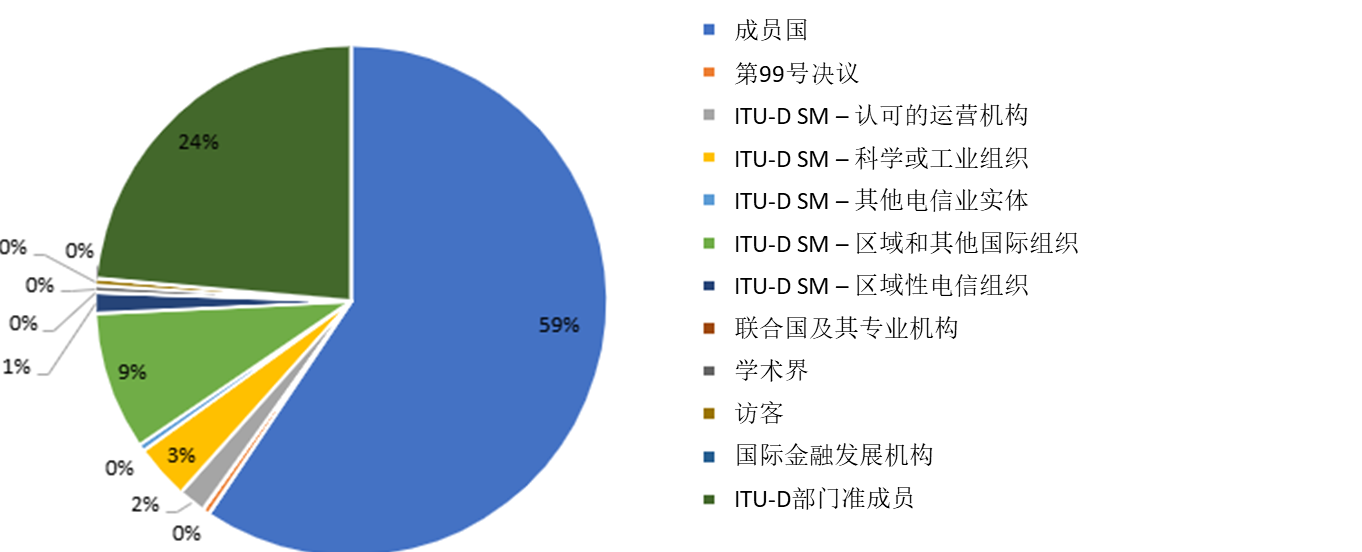 24%
59%
0%
0%
0%
0%
1%
9%
3%
0%
2%
0%
成员国
第99号决议
ITU-D SM – 认可的运营机构
ITU-D SM – 科学或工业组织
ITU-D SM – 其他电信业实体
ITU-D SM – 区域和其他国际组织
ITU-D SM – 区域性电信组织
联合国及其专业机构
学术界
访客
国际金融发展机构
ITU-D部门准成员